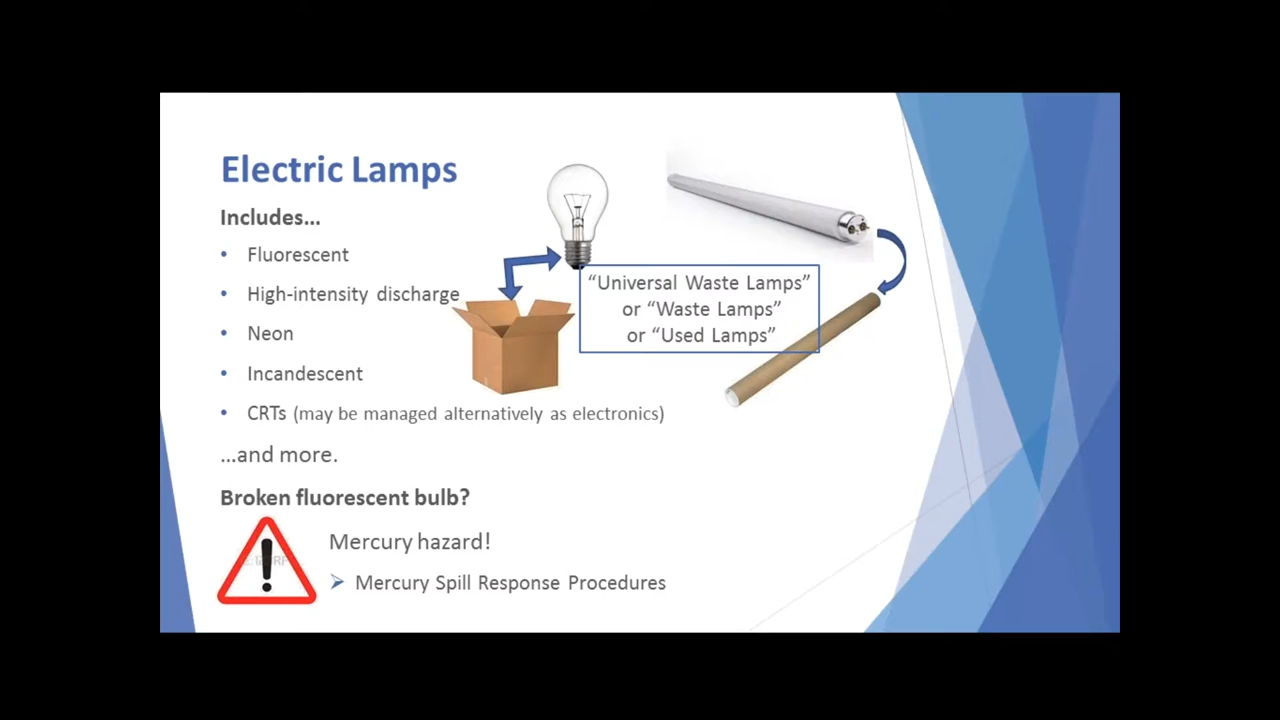 Electric Lamps
Includes...
• Fluorescent
• High-intensity discharge
• Neon
• Incandescent
• CRTs (may be managed alternatively as electronics)
...and more.
“Universal Waste Lamps”
or “Waste Lamps”
or “Used Lamps”
Broken fluorescent bulb?
Mercury hazard!
➢ Mercury Spill Response Procedures